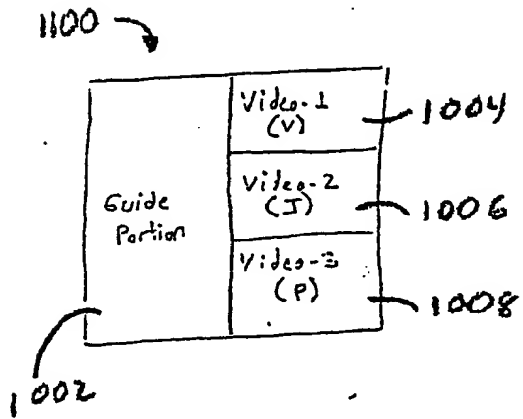 1100
Video-1
(V)
1004
Video-2
(J)
1006
Guide
Portion
Video-3
(P)
1008
1002